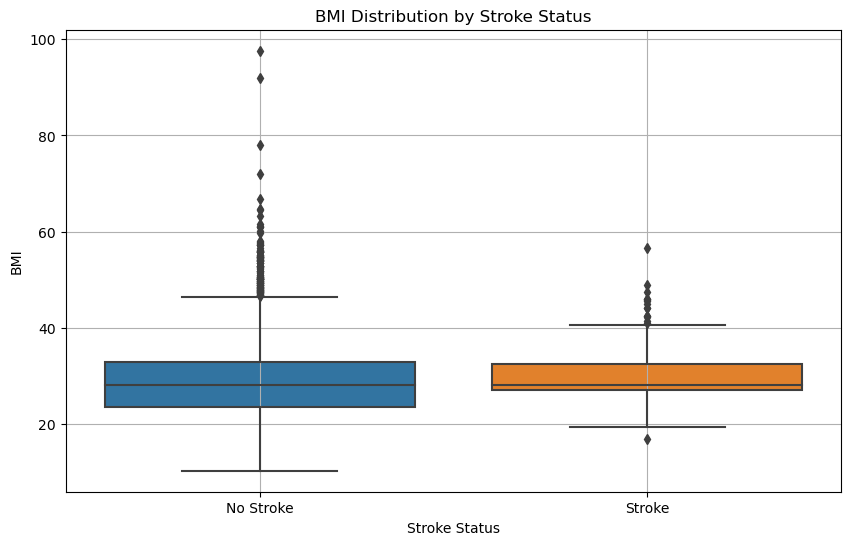 BMI Distribution by Stroke Status
100
80
60
40
20
BMI
No Stroke
Stroke
Stroke Status